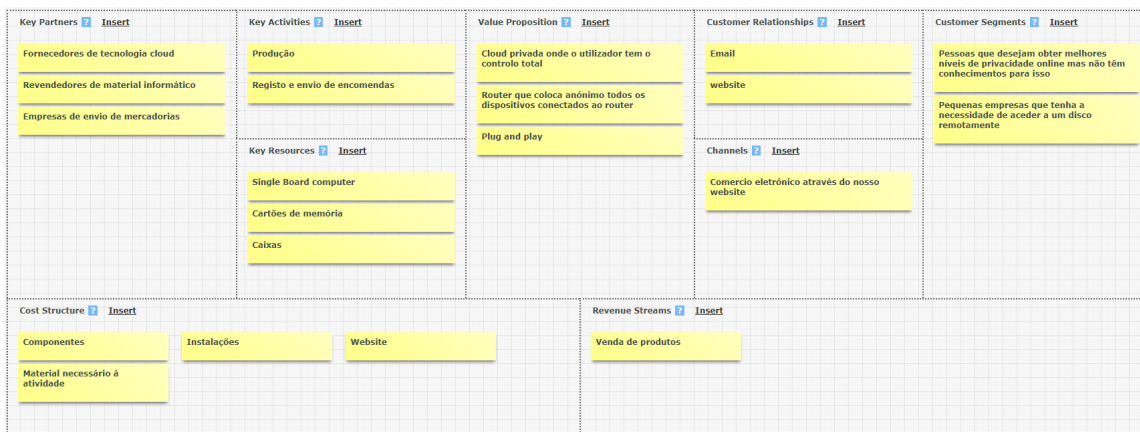 Key Partners ? Insert
Fornecedores de tecnologia cloud
Revendedores de material informático
Empresas de envio de mercadorias
Key Activities ? Insert
Produção
Registo e envio de encomendas
Key Resources ? Insert
Single Board computer
Cartões de memória
Caixas
Value Proposition ? Insert
Cloud privada onde o utilizador tem o
controlo total
Router que coloca anónimo todos os
dispositivos conectados ao router
Plug and play
Customer Relationships ? Insert
Email
website
Channels ? Insert
Comercio eletrónico através do nosso
website
Customer Segments ? Insert
Pessoas que desejam obter melhores
níveis de privacidade online mas não têm
conhecimentos para isso
Pequenas empresas que tenha a
necessidade de aceder a um disco
remotamente
Cost Structure ? Insert
Componentes
Instalações
Website
Material necessário á
atividade
Revenue Streams ? Insert
Venda de produtos